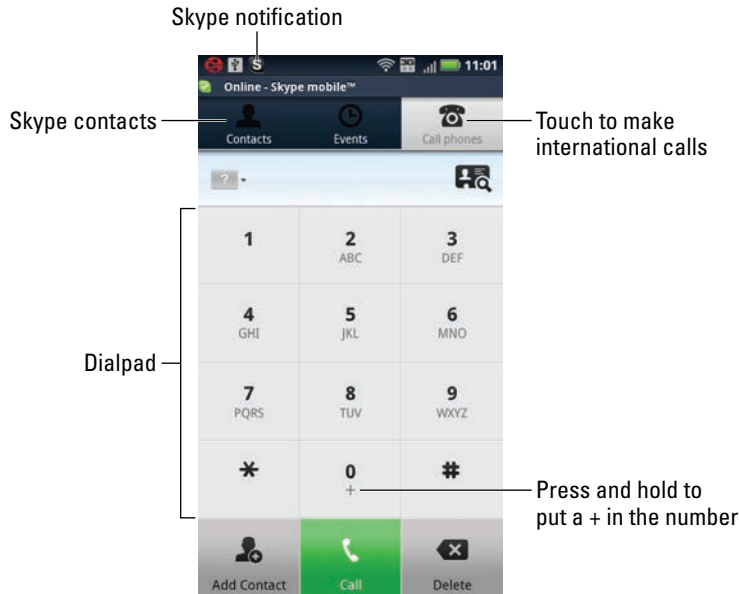 Skype notification
S
11:01
Online - Skype mobile™
Skype contacts
Contacts
Events
Call phones
Touch to make
international calls
?
1
2
ABC
3
DEF
4
GHI
5
JKL
6
MNO
Dialpad
7
PQRS
8
TUV
9
WXYZ
*
0
+
#
Press and hold to
put a + in the number
Add Contact
Call
Delete